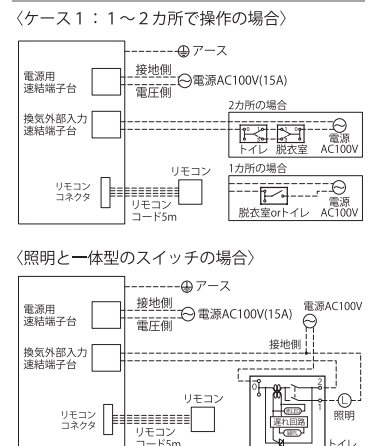 〈ケース1：1～2カ所で操作の場合〉
アース
電源用
速結端子台
接地側
電源AC100V(15A)
電圧側
換気外部入力
速結端子台
2カ所の場合
トイレ 脱衣室
電源
AC100V
リモコン
コネクタ
リモコン
リモコン
コード5m
1カ所の場合
脱衣室orトイレ
電源
AC100V
〈照明と一体型のスイッチの場合〉
アース
電源用
速結端子台
接地側
電源AC100V(15A)
電圧側
電源AC100V
接地側
換気外部入力
速結端子台
0
2
1
照明
遅れ回路
トイレ
リモコン
コネクタ
リモコン
リモコン
コード5m